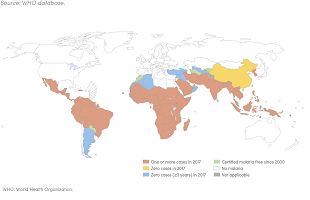 Source: WHO database.
One or more cases in 2017
Zero cases in 2017
Zero cases (≥3 years) in 2017
Certified malaria free since 2000
No malaria
Not applicable
WHO: World Health Organization.